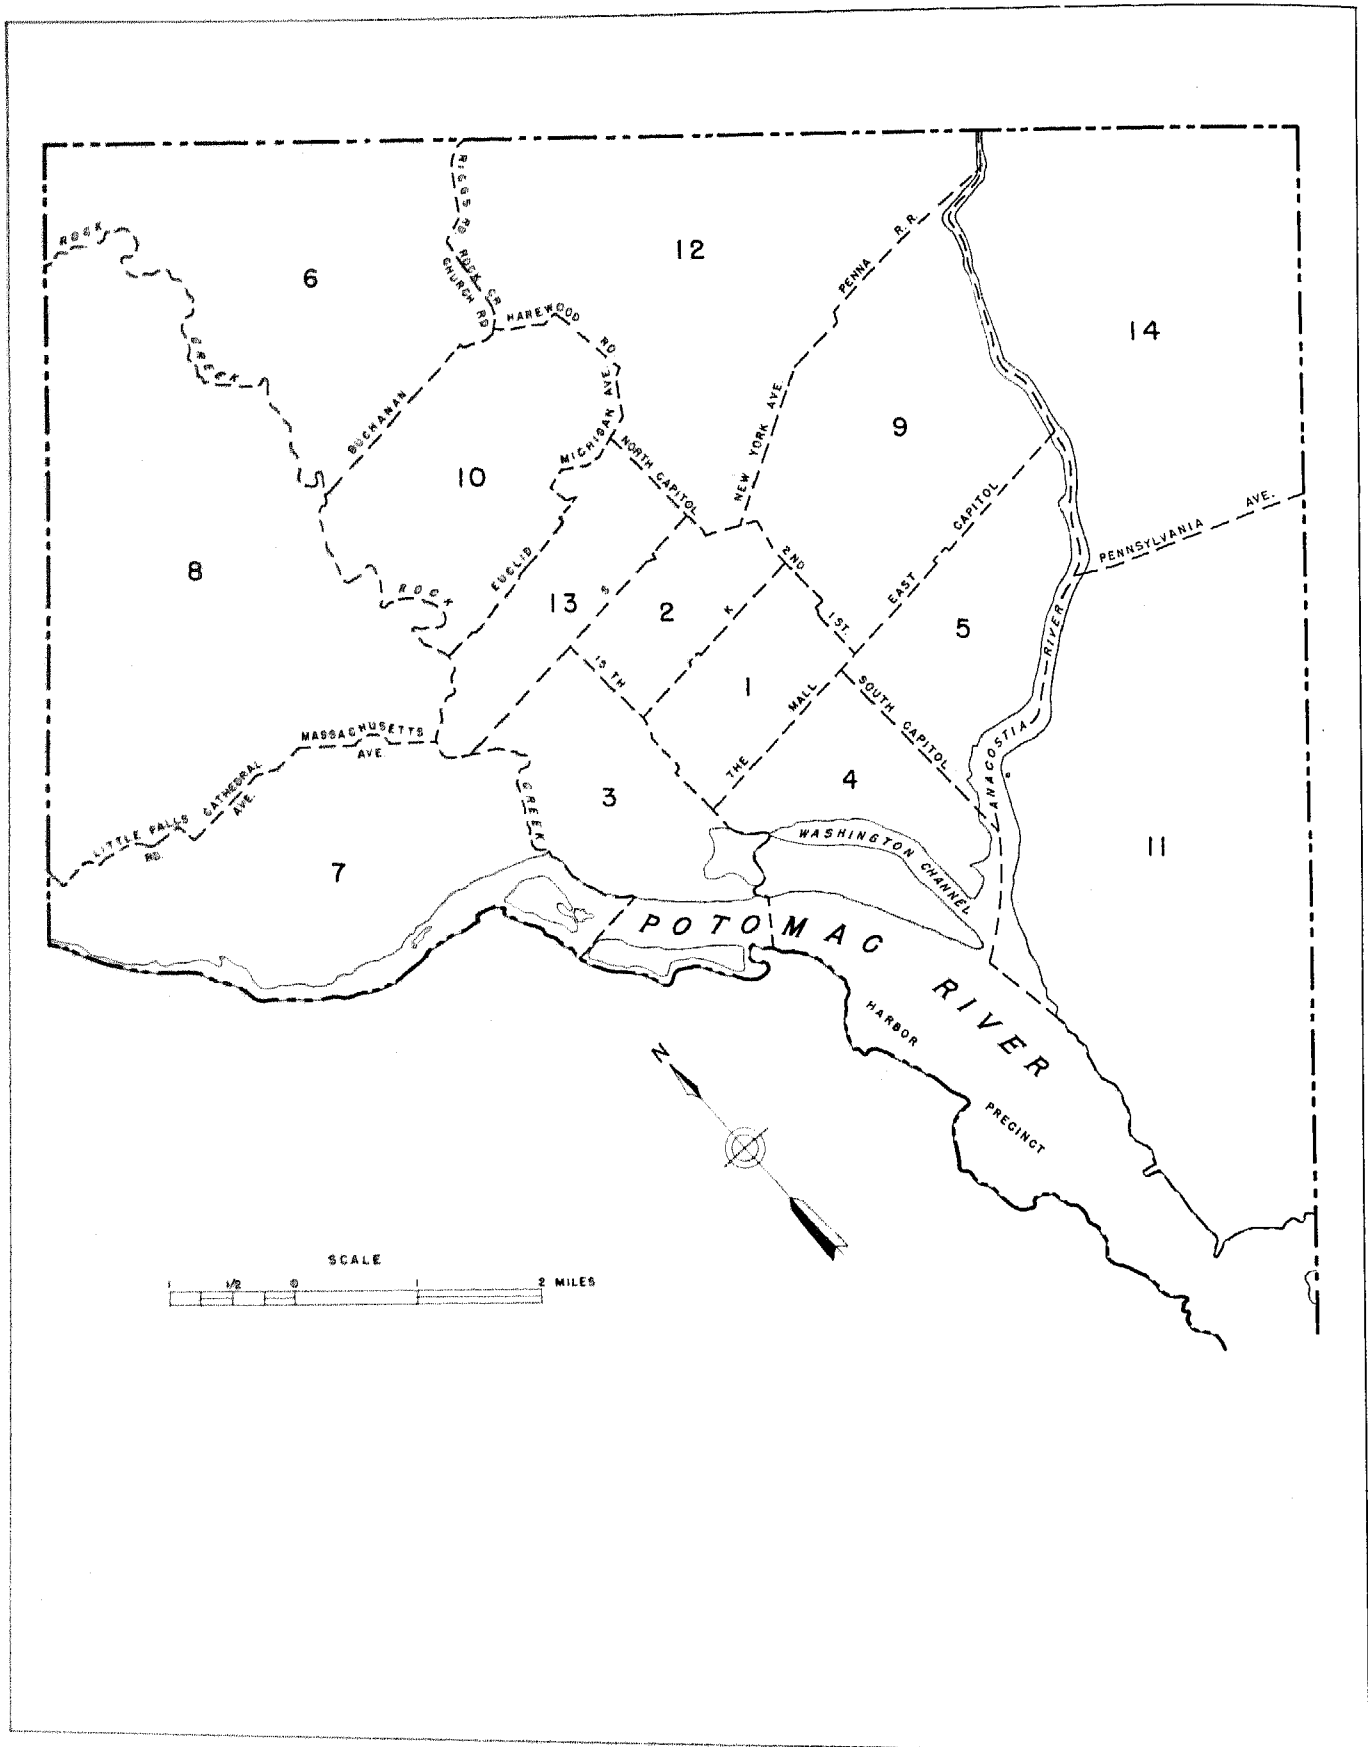 RIGGS RD.
ROCK CR.
CHURCH RD
ROCK
CREEK
6
12
PENNA R.R.
HAREWOOD RD
14
MICHIGAN AVE.
BUCHANAN
NORTH CAPITOL
NEW YORK AVE.
9
10
EAST CAPITOL
PENNSYLVANIA AVE.
8
EUCLID
ROCK
13
S
2
K
2ND
1 ST.
5
15 TH
1
THE MALL
SOUTH CAPITOL
ANACOSTIA RIVER
MASSACHUSETTS
AVE.
LITTLE FALLS
RD.
CATHEDRAL
AVE.
CREEK
3
4
7
11
WASHINGTON CHANNEL
POTOMAC RIVER
HARBOR
PRECINCT
N
SCALE
1 1/2 0 1 2 MILES